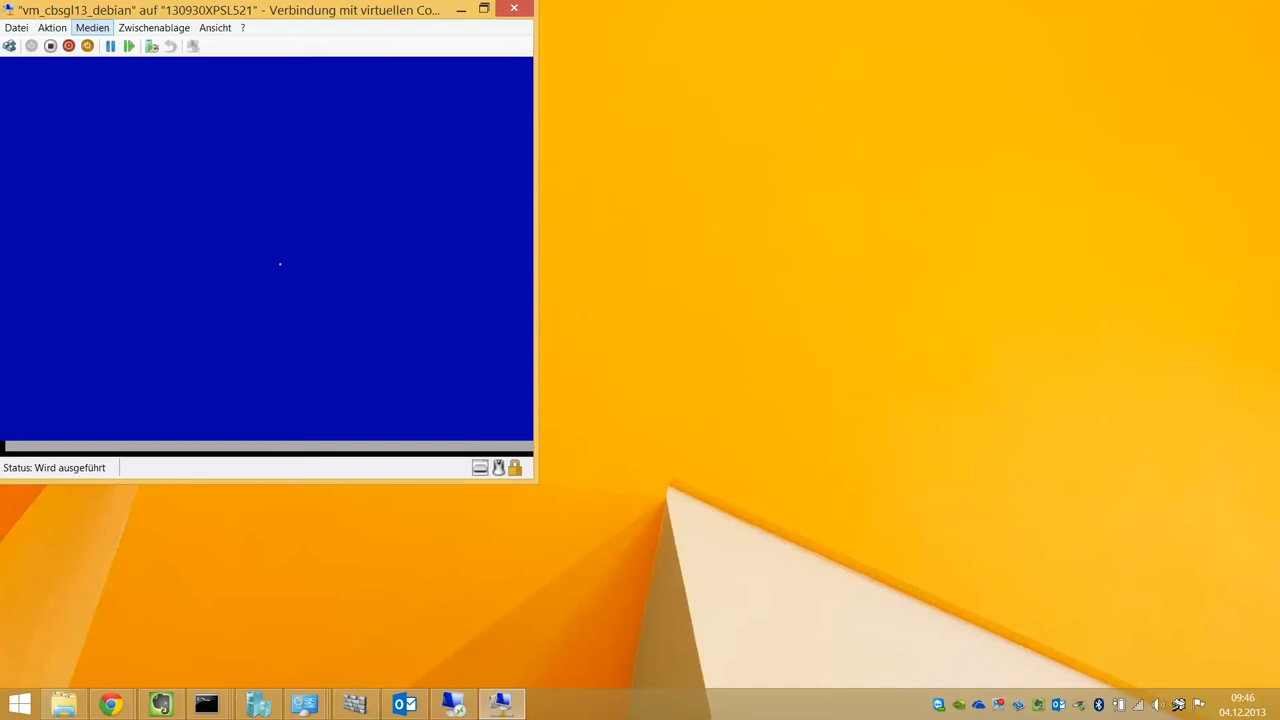 "vm_cbsgl13_debian" auf "130930XPSL521" - Verbindung mit virtuellen Co...
Datei Aktion Medien Zwischenablage Ansicht ?
Status: Wird ausgeführt
09:46
04.12.2013